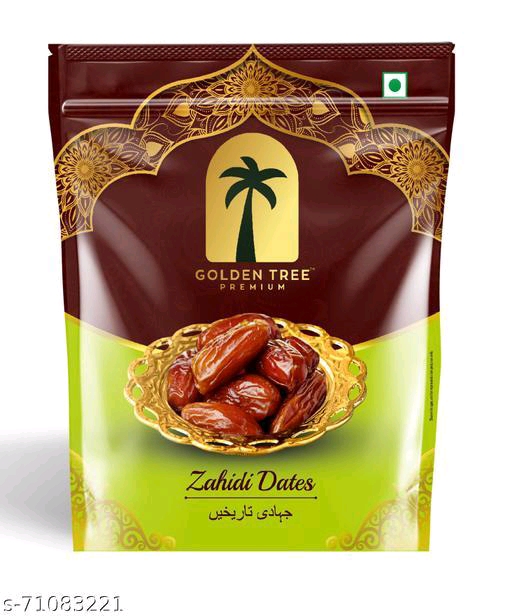 GOLDEN TREE™
PREMIUM
Zahidi Dates
جہادی تاریخیں
s-71083221